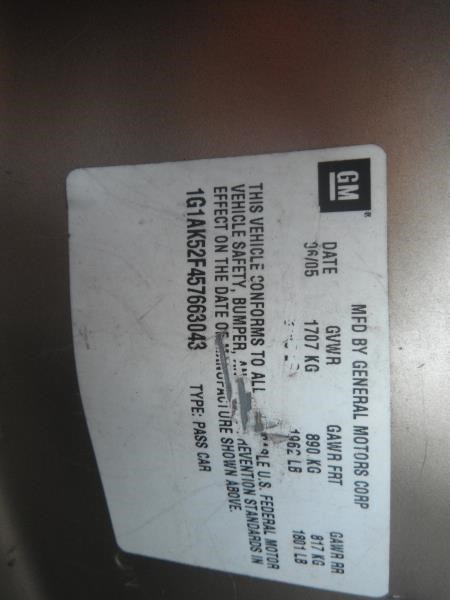 GM
MFD BY GENERAL MOTORS CORP
DATE GVWR GAWR FRT GAWR RR
06/05 1707 KG 890 KG 817 KG
LB 1962 LB 1801 LB
THIS VEHICLE CONFORMS TO ALL U.S. FEDERAL MOTOR
VEHICLE SAFETY, BUMPER, STANDARDS IN
EFFECT ON THE DATE OF MANUFACTURE SHOWN ABOVE.
1G1AK52F457663043 TYPE: PASS CAR